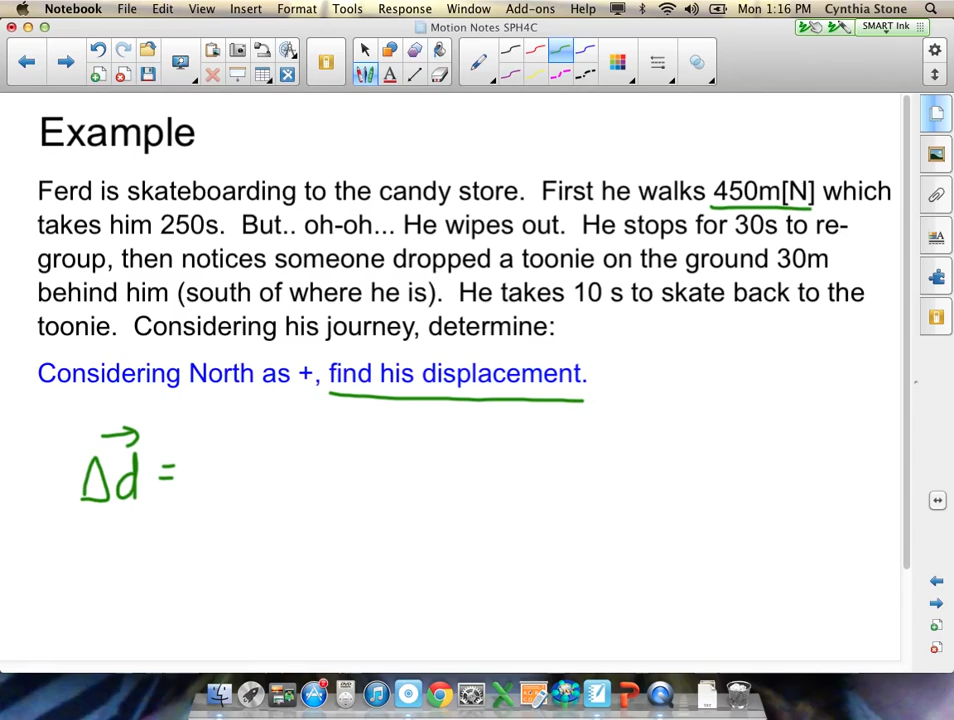 Notebook File Edit View Insert Format Tools Response Window Add-ons Help Mon 1:16 PM Cynthia Stone
Motion Notes SPH4C
SMART Ink
Example
Ferd is skateboarding to the candy store. First he walks 450m[N] which
takes him 250s. But.. oh-oh... He wipes out. He stops for 30s to re-
group, then notices someone dropped a toonie on the ground 30m
behind him (south of where he is). He takes 10 s to skate back to the
toonie. Considering his journey, determine:
Considering North as +, find his displacement.
Δd⃗ =